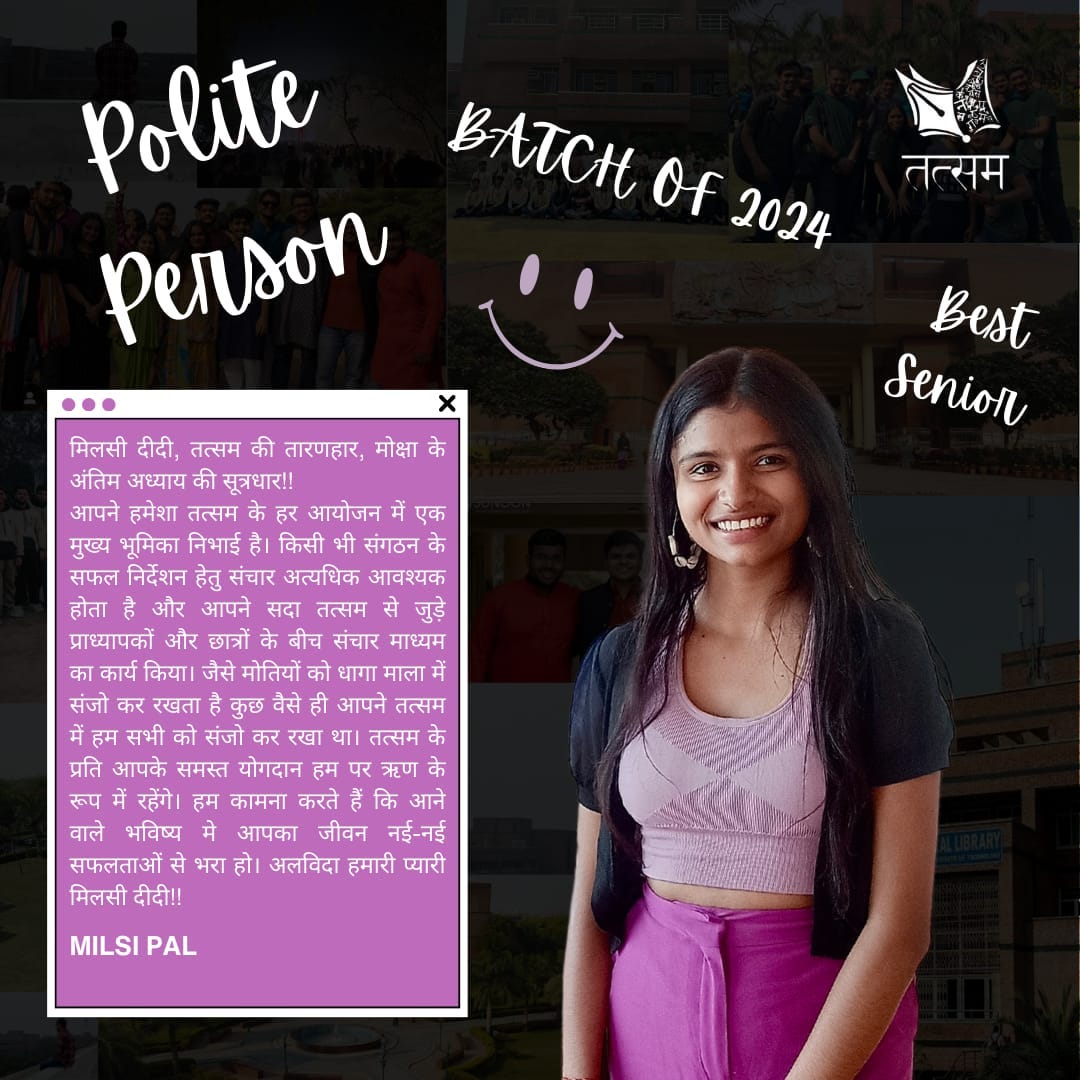 Polite
Person
BATCH OF 2024
तत्सम
Best
Senior
मिलसी दीदी, तत्सम की तारणहार, मोक्षा के
अंतिम अध्याय की सूत्रधार!!
आपने हमेशा तत्सम के हर आयोजन में एक
मुख्य भूमिका निभाई है। किसी भी संगठन के
सफल निर्देशन हेतु संचार अत्यधिक आवश्यक
होता है और आपने सदा तत्सम से जुड़े
प्राध्यापकों और छात्रों के बीच संचार माध्यम
का कार्य किया। जैसे मोतियों को धागा माला में
संजो कर रखता है कुछ वैसे ही आपने तत्सम
में हम सभी को संजो कर रखा था। तत्सम के
प्रति आपके समस्त योगदान हम पर ऋण के
रूप में रहेंगे। हम कामना करते हैं कि आने
वाले भविष्य मे आपका जीवन नई-नई
सफलताओं से भरा हो। अलविदा हमारी प्यारी
मिलसी दीदी!!
MILSI PAL
LIBRARY